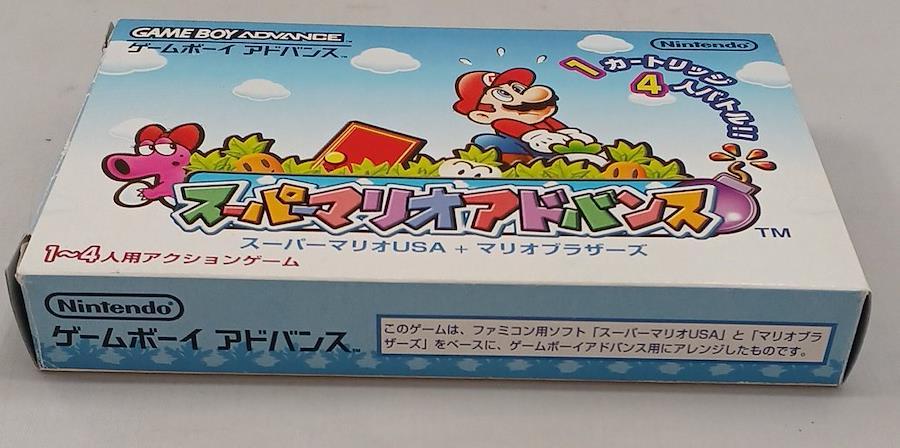 GAME BOY ADVANCE™
ゲームボーイ アドバンス™
Nintendo®
1カートリッジ
4人バトル!!
スーパーマリオアドバンス™
スーパーマリオUSA + マリオブラザーズ
1~4人用アクションゲーム
Nintendo®
ゲームボーイ アドバンス™
このゲームは、ファミコン用ソフト「スーパーマリオUSA」と「マリオブラ
ザーズ」をベースに、ゲームボーイアドバンス用にアレンジしたものです。